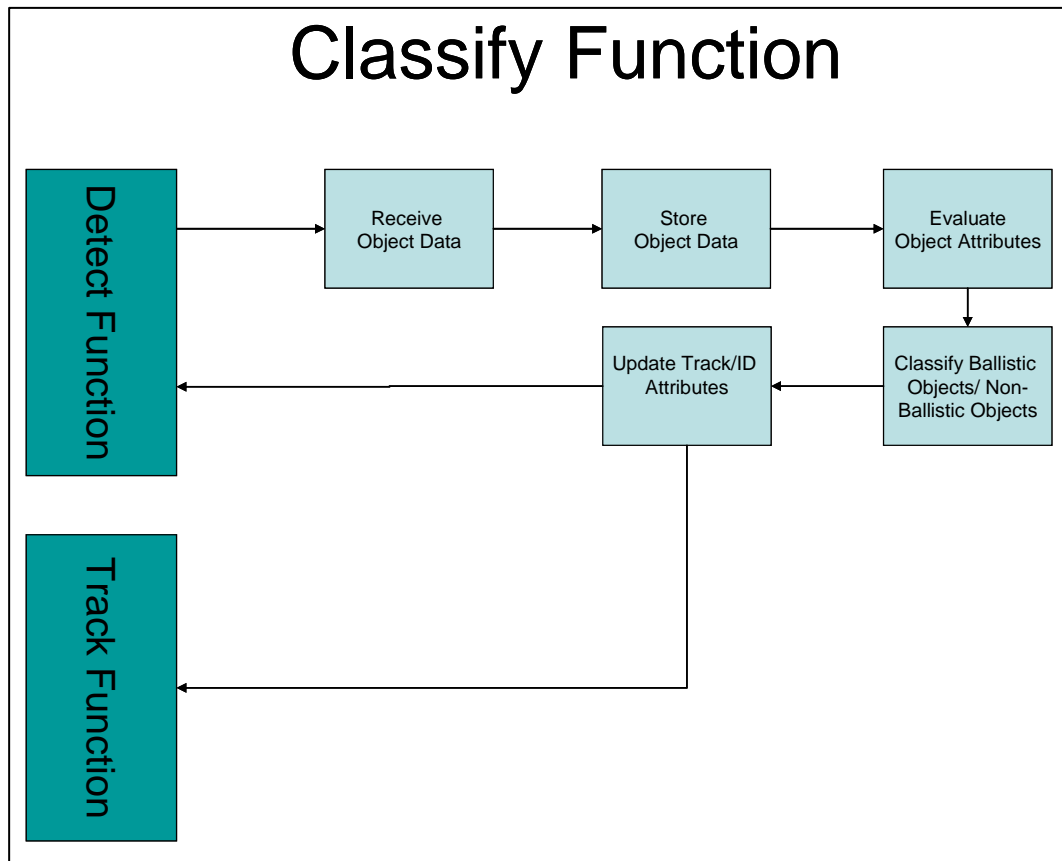 Classify Function
Detect Function
Receive
Object Data
Store
Object Data
Evaluate
Object Attributes
Update Track/ID
Attributes
Classify Ballistic
Objects/ Non-
Ballistic Objects
Track Function